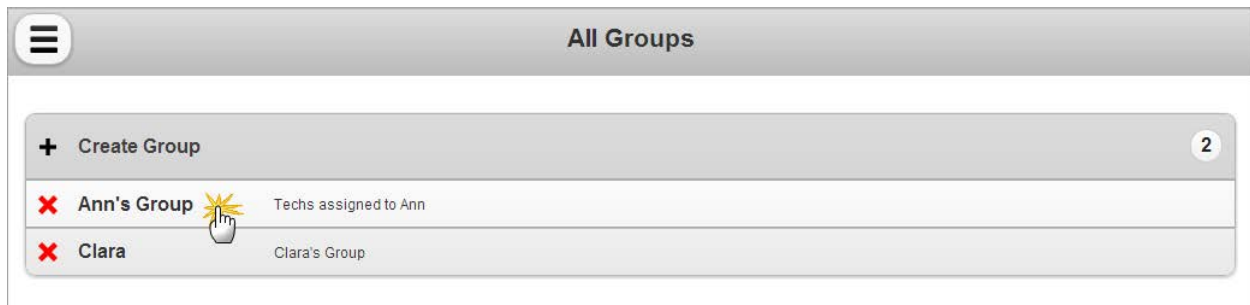 All Groups
Create Group 2
Ann's Group Techs assigned to Ann
Clara Clara's Group